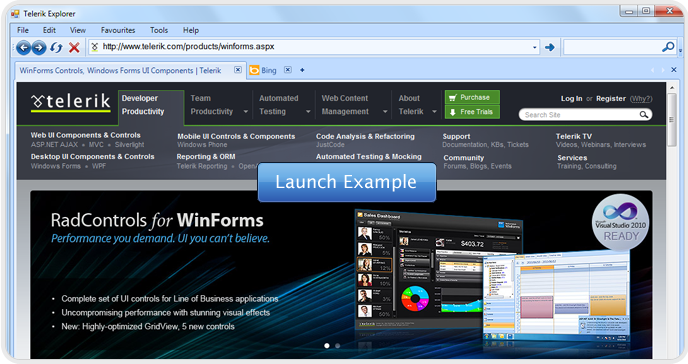 Telerik Explorer
File Edit View Favourites Tools Help
http://www.telerik.com/products/winforms.aspx
WinForms Controls, Windows Forms UI Components | Telerik
Bing
telerik
Developer Productivity
Team Productivity
Automated Testing
Web Content Management
About Telerik
Purchase
Free Trials
Log In or Register (Why?)
Search Site
Web UI Components & Controls
ASP.NET AJAX • MVC • Silverlight
Desktop UI Components & Controls
Windows Forms • WPF
Mobile UI Controls & Components
Windows Phone
Reporting & ORM
Telerik Reporting •
Code Analysis & Refactoring
JustCode
Automated Testing & Mocking
Support
Documentation, KBs, Tickets
Community
Forums, Blogs, Events
Telerik TV
Videos, Webinars, Interviews
Services
Training, Consulting
Launch Example
RadControls for WinForms
Performance you demand. UI you can't believe.
• Complete set of UI controls for Line of Business applications
• Uncompromising performance with stunning visual effects
• New: Highly-optimized GridView, 5 new controls
Sales Dashboard
$403.72
Visual Studio 2010
READY